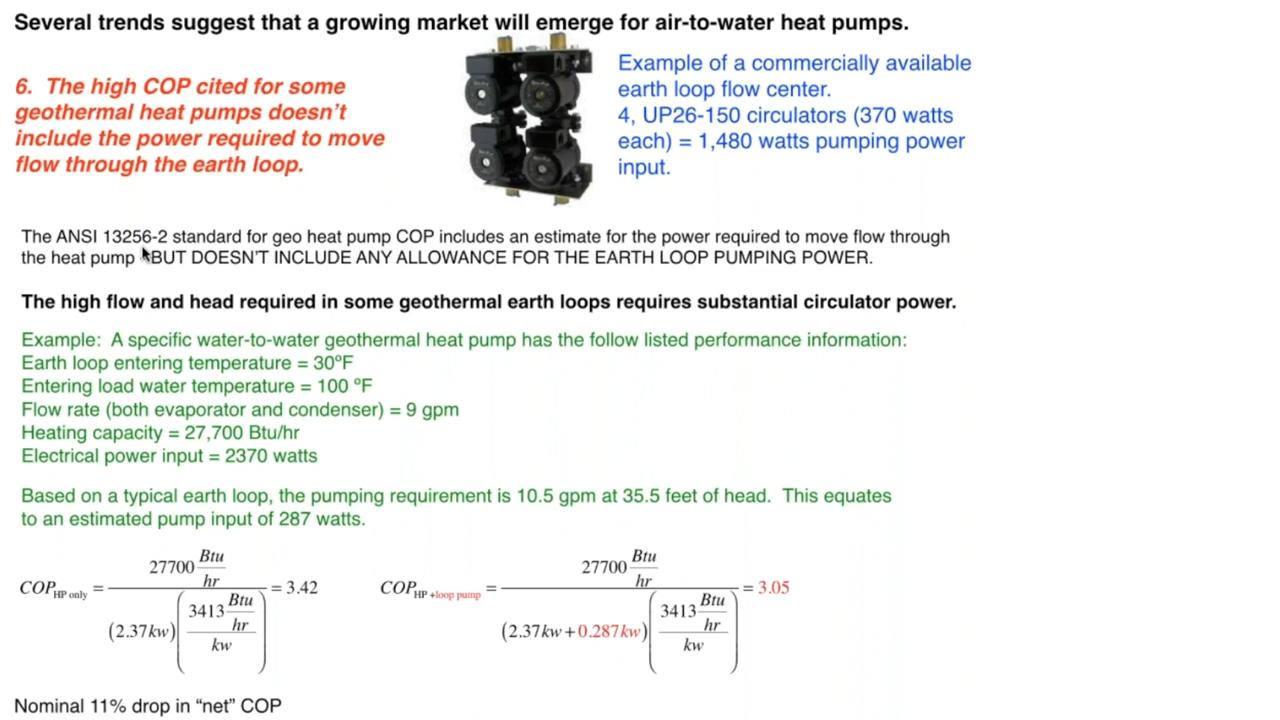 Several trends suggest that a growing market will emerge for air-to-water heat pumps.
6. The high COP cited for some
geothermal heat pumps doesn't
include the power required to move
flow through the earth loop.
Example of a commercially available
earth loop flow center.
4, UP26-150 circulators (370 watts
each) = 1,480 watts pumping power
input.
The ANSI 13256-2 standard for geo heat pump COP includes an estimate for the power required to move flow through
the heat pump BUT DOESN'T INCLUDE ANY ALLOWANCE FOR THE EARTH LOOP PUMPING POWER.
The high flow and head required in some geothermal earth loops requires substantial circulator power.
Example: A specific water-to-water geothermal heat pump has the follow listed performance information:
Earth loop entering temperature = 30ºF
Entering load water temperature = 100 ºF
Flow rate (both evaporator and condenser) = 9 gpm
Heating capacity = 27,700 Btu/hr
Electrical power input = 2370 watts
Based on a typical earth loop, the pumping requirement is 10.5 gpm at 35.5 feet of head. This equates
to an estimated pump input of 287 watts.
COP HP only = 27700 Btu/hr / (2.37kw) (3413 Btu/hr / kw) = 3.42
COP HP +loop pump = 27700 Btu/hr / (2.37kw+0.287kw) (3413 Btu/hr / kw) = 3.05
Nominal 11% drop in “net” COP